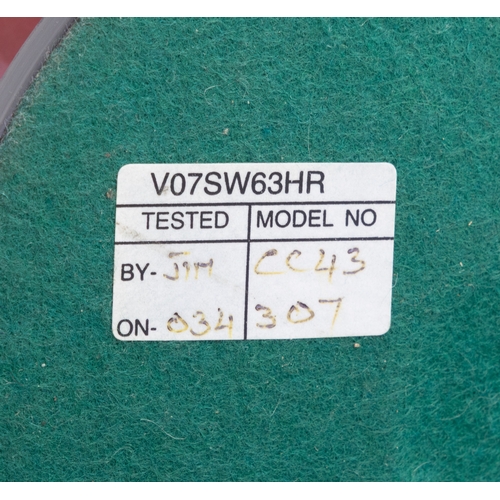 V07SW63HR
TESTED MODEL NO
BY- JIM CC43
ON- 034 307